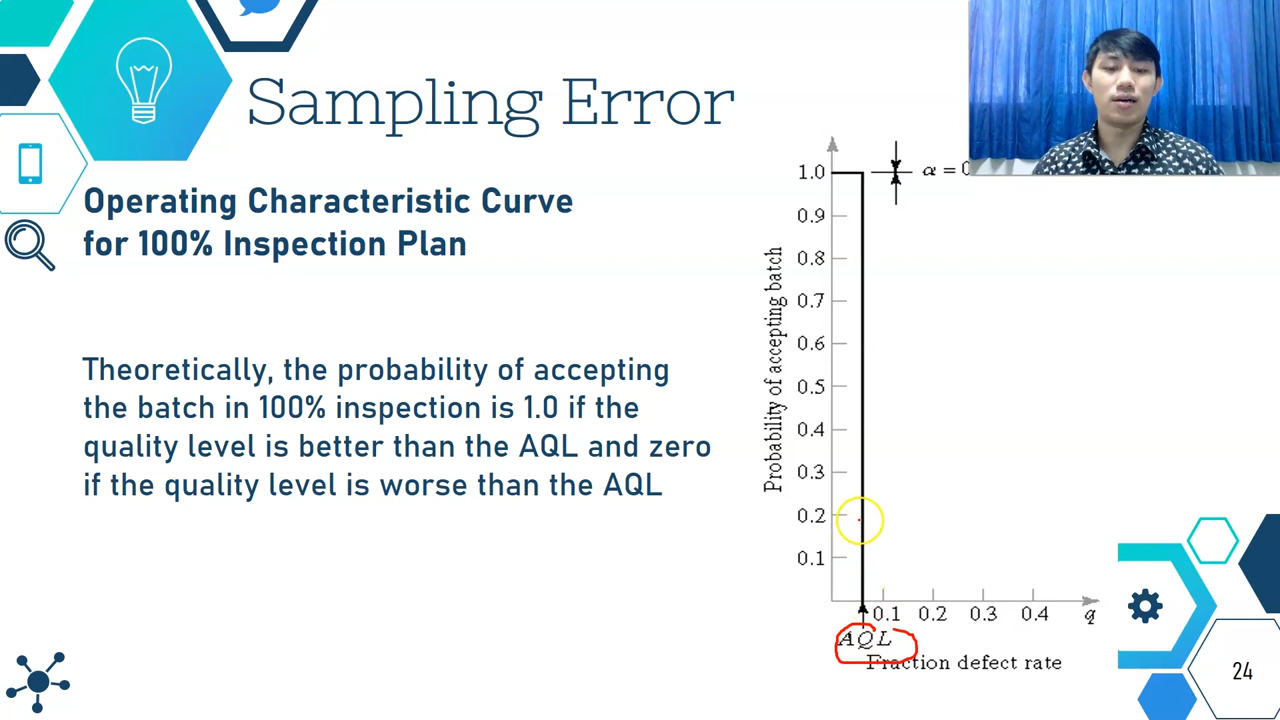 Sampling Error
Operating Characteristic Curve
for 100% Inspection Plan
Theoretically, the probability of accepting
the batch in 100% inspection is 1.0 if the
quality level is better than the AQL and zero
if the quality level is worse than the AQL
Probability of accepting batch
1.0
0.9
0.8
0.7
0.6
0.5
0.4
0.3
0.2
0.1
α = 0
0.1 0.2 0.3 0.4 q
AQL
Fraction defect rate
24